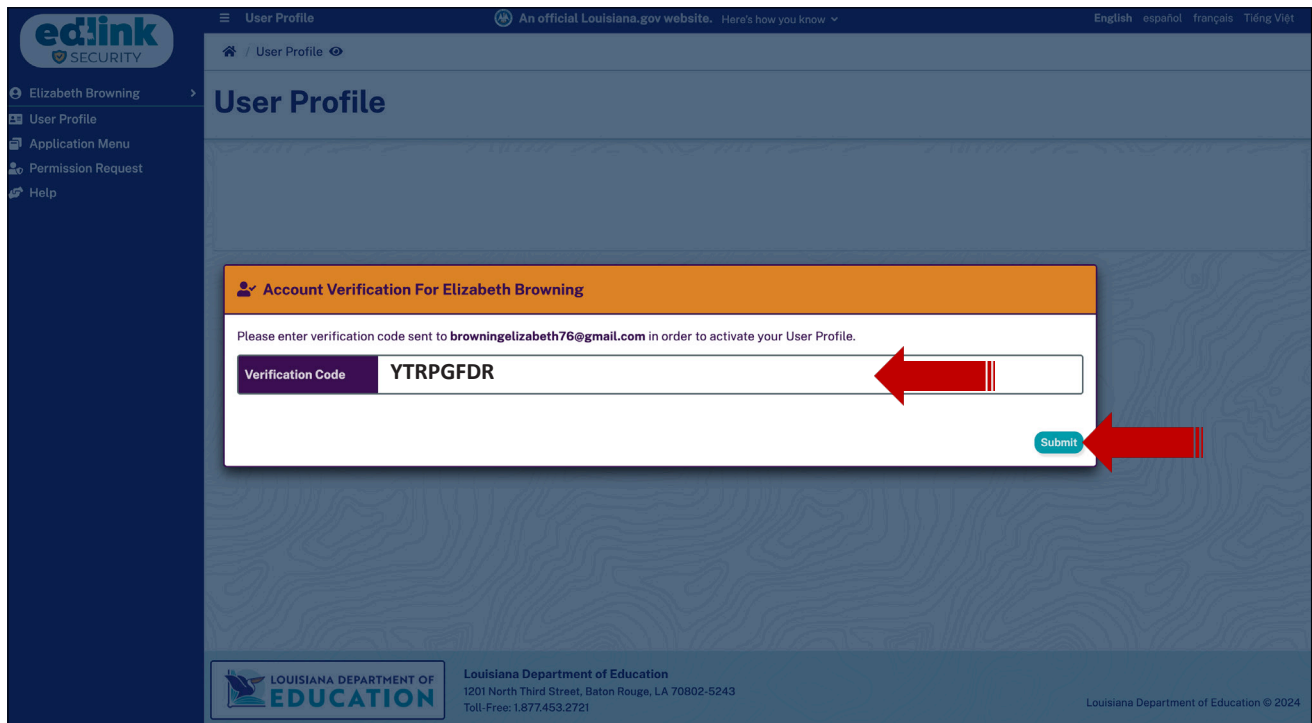 ed:link
SECURITY
User Profile
An official Louisiana.gov website. Here's how you know
English español français Tiếng Việt
/ User Profile
Elizabeth Browning
User Profile
Application Menu
Permission Request
Help
User Profile
Account Verification For Elizabeth Browning
Please enter verification code sent to browningelizabeth76@gmail.com in order to activate your User Profile.
Verification Code YTRPGFDR
Submit
LOUISIANA DEPARTMENT OF
EDUCATION
Louisiana Department of Education
1201 North Third Street, Baton Rouge, LA 70802-5243
Toll-Free: 1.877.453.2721
Louisiana Department of Education © 2024